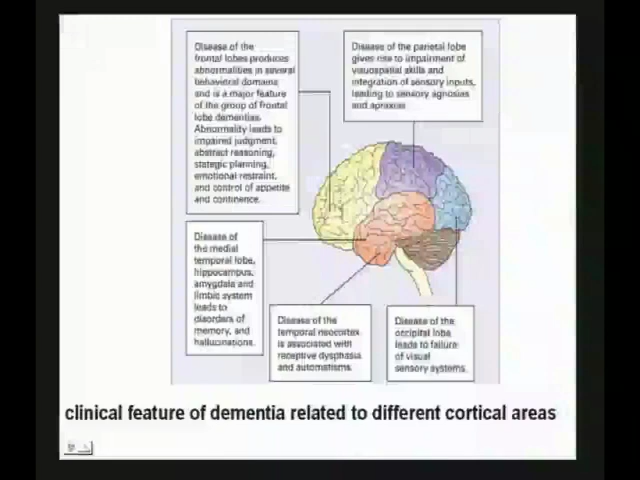 Disease of the
frontal lobes produces
abnormalities in several
behavioral domains
and is a major feature
of the group of frontal
lobe dementias.
Abnormality leads to
impaired judgment,
abstract reasoning,
stategic planning,
emotional restraint,
and control of appetite
and continence.
Disease of the parietal lobe
gives rise to impairment of
visuospatial skills and
integration of sensory inputs,
leading to sensory agnosias
and apraxias
Disease of
the medial
temporal lobe,
hippocampus,
amygdala and
limbic system
leads to
disorders of
memory, and
hallucinations.
Disease of the
temporal neocortex
is associated with
receptive dysphasia
and automatisms.
Disease of the
occipital lobe
leads to failure
of visual
sensory systems.
clinical feature of dementia related to different cortical areas